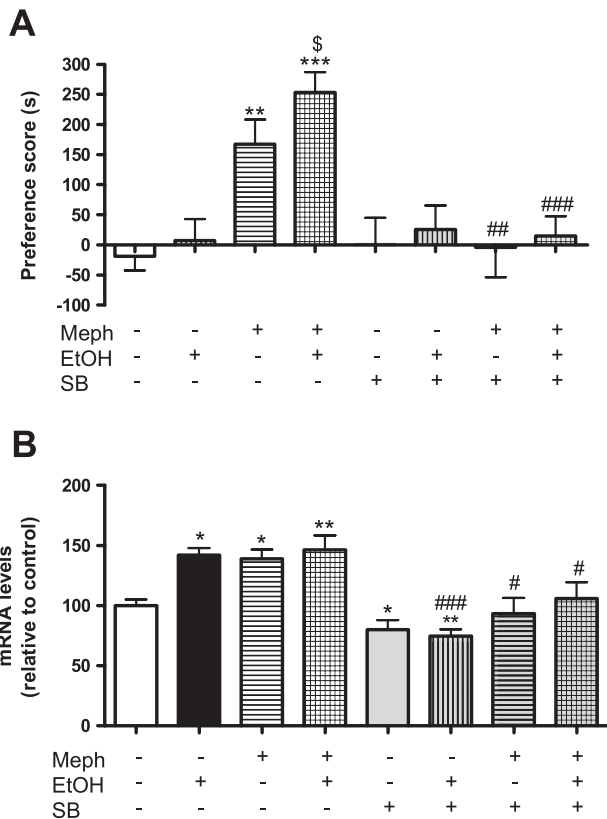 A
$
***
**
###
##
300
250
200
150
100
50
0
-50
-100
Preference score (s)
Meph - - + + - - + +
EtOH - + - + - + - +
SB - - - - + + + +
B
200
150
100
50
0
mRNA levels
(relative to control)
* * **
* ### # #
**
Meph - - + + - - + +
EtOH - + - + - + - +
SB - - - - + + + +